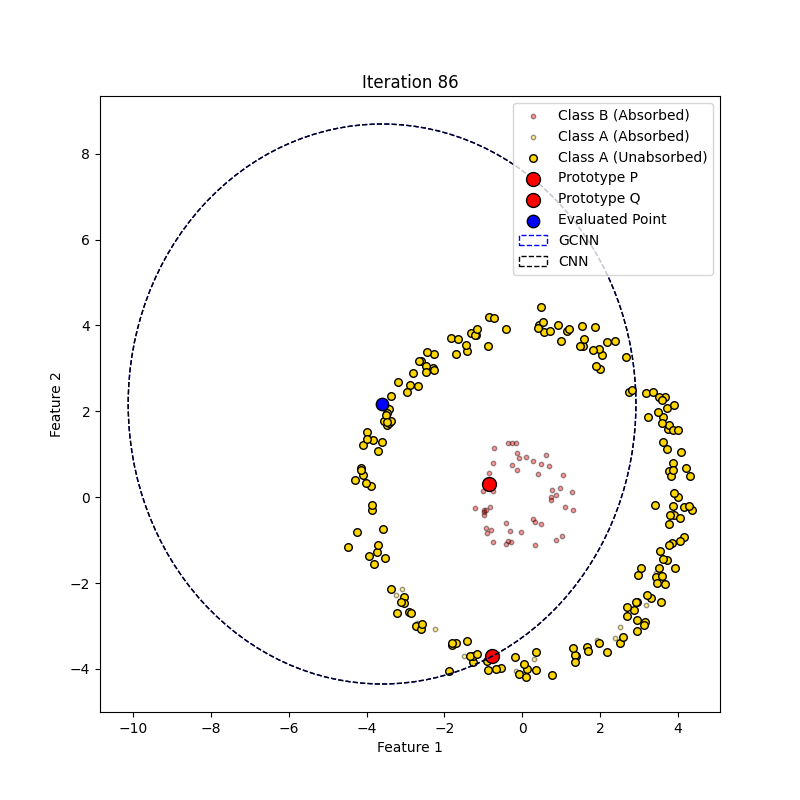 Iteration 86
Class B (Absorbed)
Class A (Absorbed)
Class A (Unabsorbed)
Prototype P
Prototype Q
Evaluated Point
GCNN
CNN
8
6
4
2
0
−2
−4
Feature 2
−10
−8
−6
−4
−2
0
2
4
Feature 1